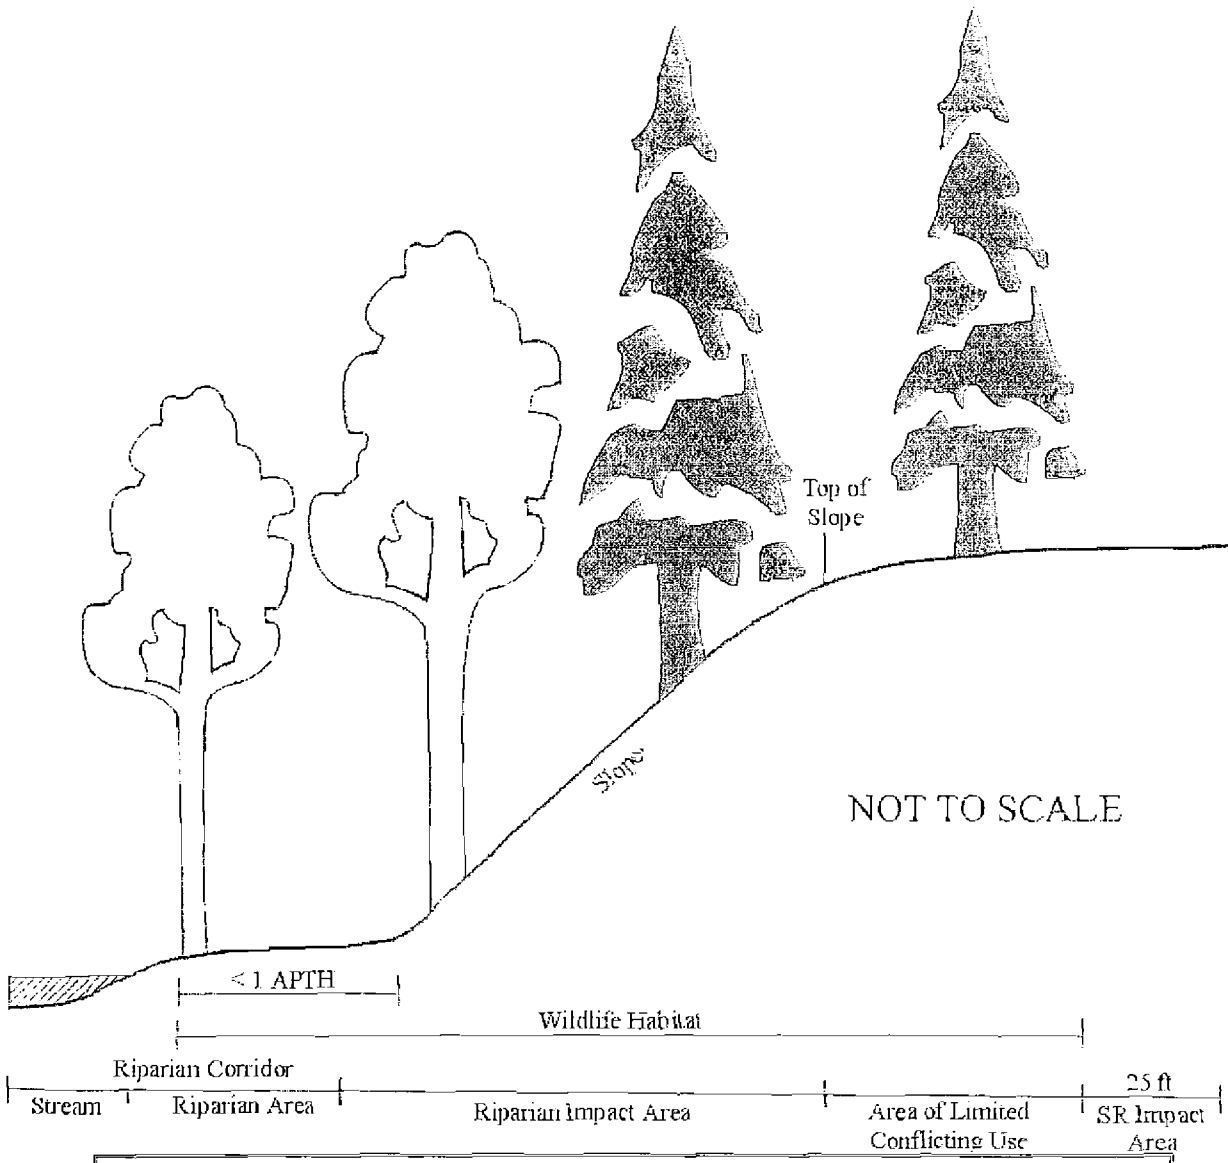 Top of
Slope
Slope
NOT TO SCALE
< 1 APTH
Wildlife Habitat
Riparian Corridor
25 ft
Stream
Riparian Area
Riparian Impact Area
Area of Limited
Conflicting Use
SR Impact
Area